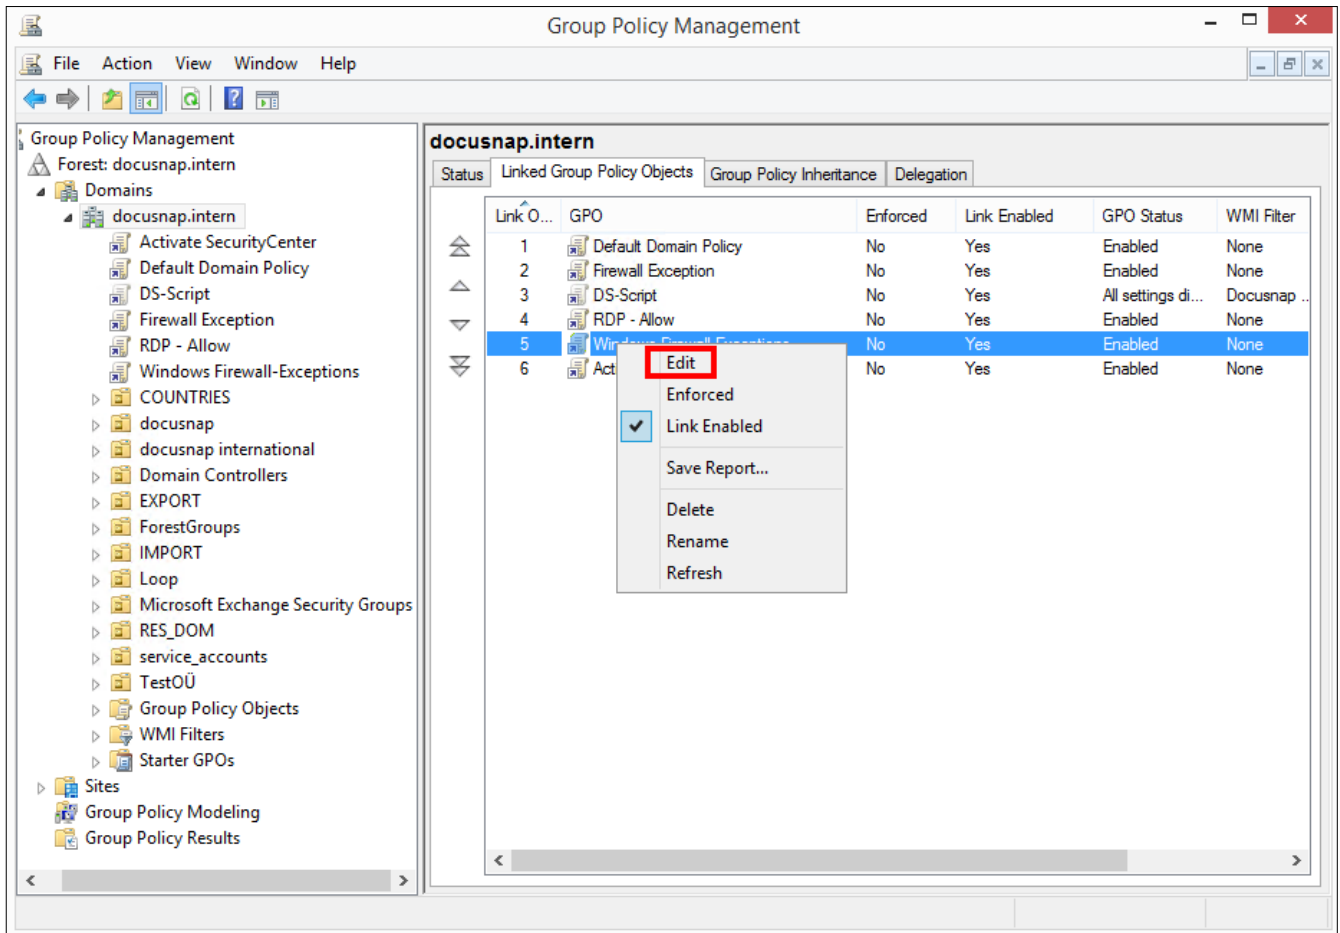 Group Policy Management
File Action View Window Help
Group Policy Management
Forest: docusnap.intern
Domains
docusnap.intern
Activate SecurityCenter
Default Domain Policy
DS-Script
Firewall Exception
RDP - Allow
Windows Firewall-Exceptions
COUNTRIES
docusnap
docusnap international
Domain Controllers
EXPORT
ForestGroups
IMPORT
Loop
Microsoft Exchange Security Groups
RES_DOM
service_accounts
TestOÜ
Group Policy Objects
WMI Filters
Starter GPOs
Sites
Group Policy Modeling
Group Policy Results
docusnap.intern
Status Linked Group Policy Objects Group Policy Inheritance Delegation
Link O... GPO Enforced Link Enabled GPO Status WMI Filter
1 Default Domain Policy No Yes Enabled None
2 Firewall Exception No Yes Enabled None
3 DS-Script No Yes All settings di... Docusnap ..
4 RDP - Allow No Yes Enabled None
5 Windows Firewall-Exceptions No Yes Enabled None
6 Act No Yes Enabled None
Edit
Enforced
Link Enabled
Save Report...
Delete
Rename
Refresh